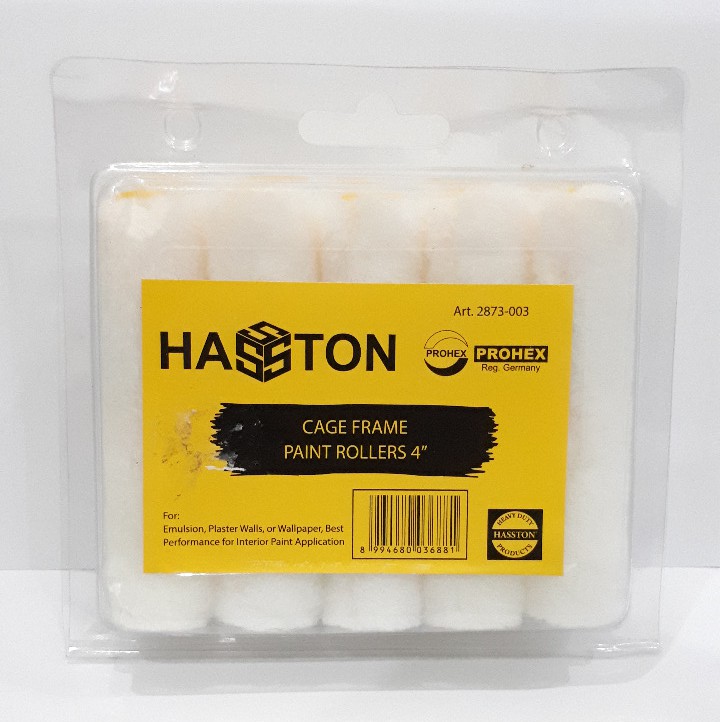 Art. 2873-003
HASSTON
PROHEX
PROHEX
Reg. Germany
CAGE FRAME
PAINT ROLLERS 4”
For:
Emulsion, Plaster Walls, or Wallpaper, Best
Performance for Interior Paint Application
8 994680 036881
HEAVY DUTY
HASSTON
PRODUCTS